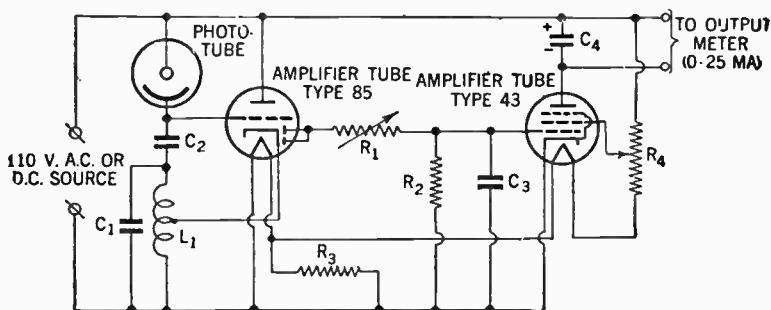 PHOTO-
TUBE
AMPLIFIER TUBE
TYPE 85
AMPLIFIER TUBE
TYPE 43
+
-
C4
TO OUTPUT
METER
(0-25 MA)
110 V. A.C. OR
D.C. SOURCE
C2
C1
L1
R1
R2
C3
R3
R4